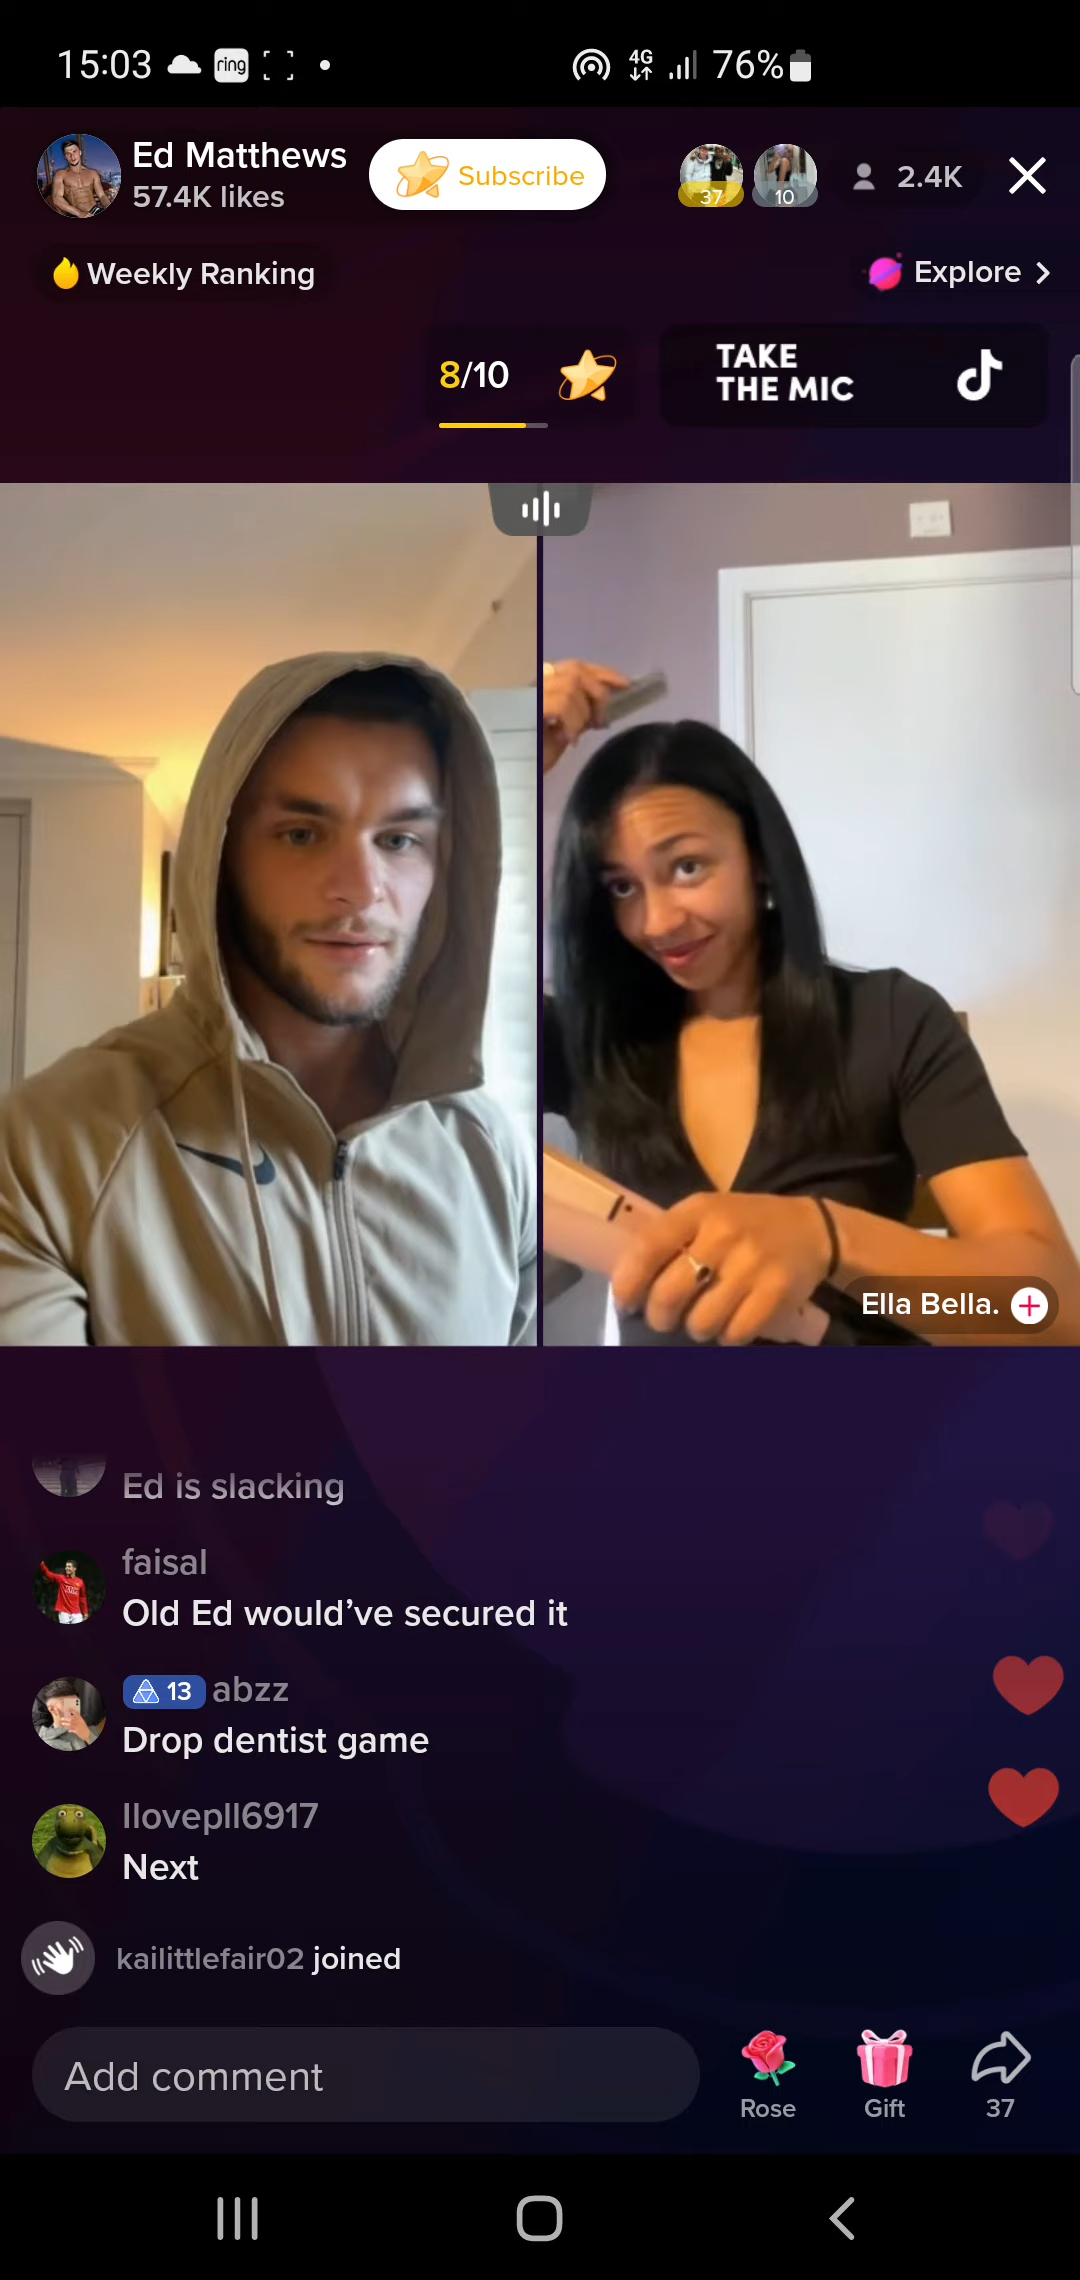 15:03
ring
4G
76%
Ed Matthews
57.4K likes
Subscribe
37
10
2.4K
Weekly Ranking
Explore
8/10
TAKE
THE MIC
Ella Bella.
Ed is slacking
faisal
Old Ed would’ve secured it
13 abzz
Drop dentist game
Ilovepll6917
Next
kailittlefair02 joined
Add comment
Rose
Gift
37